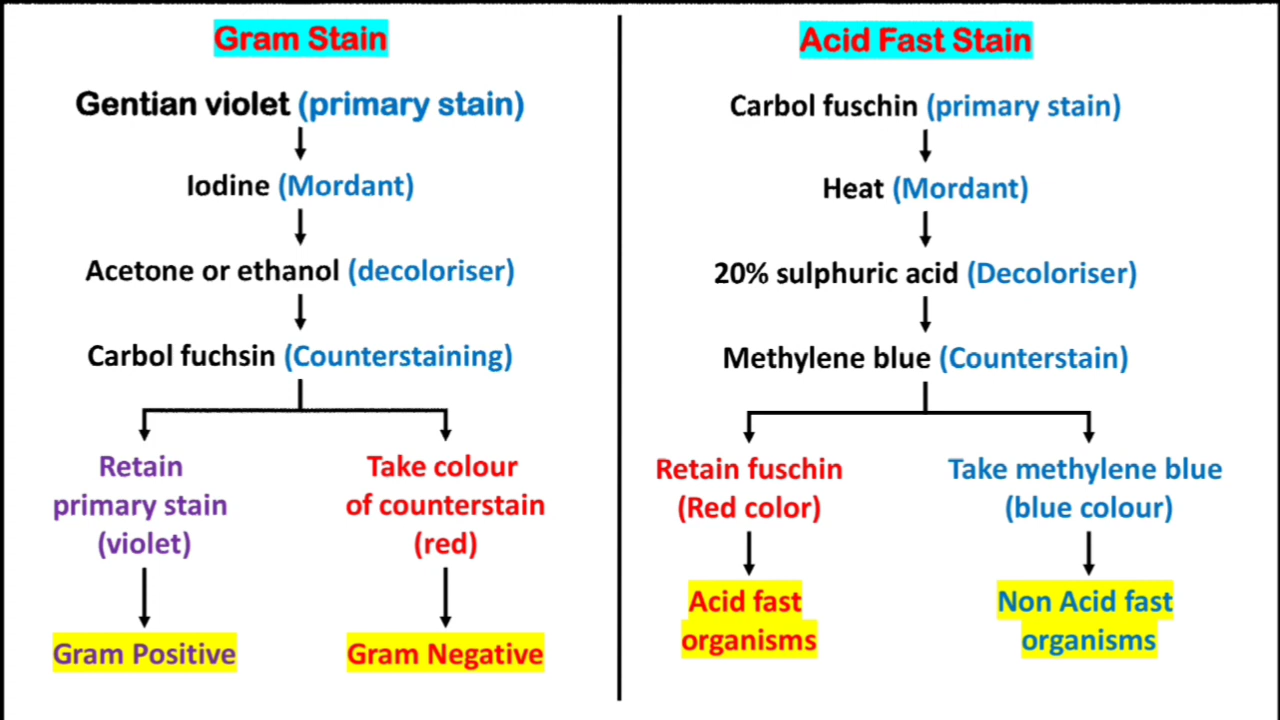 Gram Stain
Gentian violet (primary stain)
Iodine (Mordant)
Acetone or ethanol (decoloriser)
Carbol fuchsin (Counterstaining)
Retain
primary stain
(violet)
Take colour
of counterstain
(red)
Gram Positive
Gram Negative
Acid Fast Stain
Carbol fuschin (primary stain)
Heat (Mordant)
20% sulphuric acid (Decoloriser)
Methylene blue (Counterstain)
Retain fuschin
(Red color)
Take methylene blue
(blue colour)
Acid fast
organisms
Non Acid fast
organisms